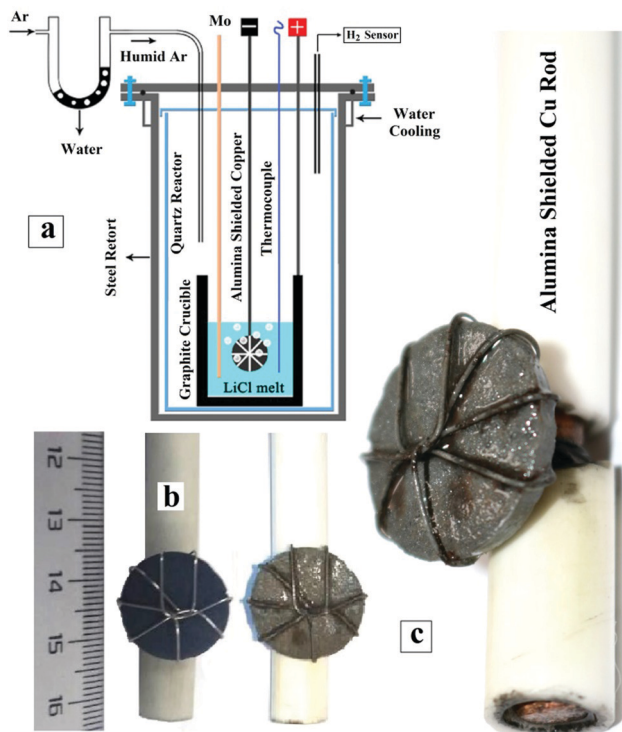 Ar
Humid Ar
Water
Mo
−
+
H2 Sensor
Water
Cooling
a
Steel Retort
Quartz Reactor
Graphite Crucible
Alumina Shielded Copper
Thermocouple
LiCl melt
Alumina Shielded Cu Rod
b
12
13
14
15
16
c